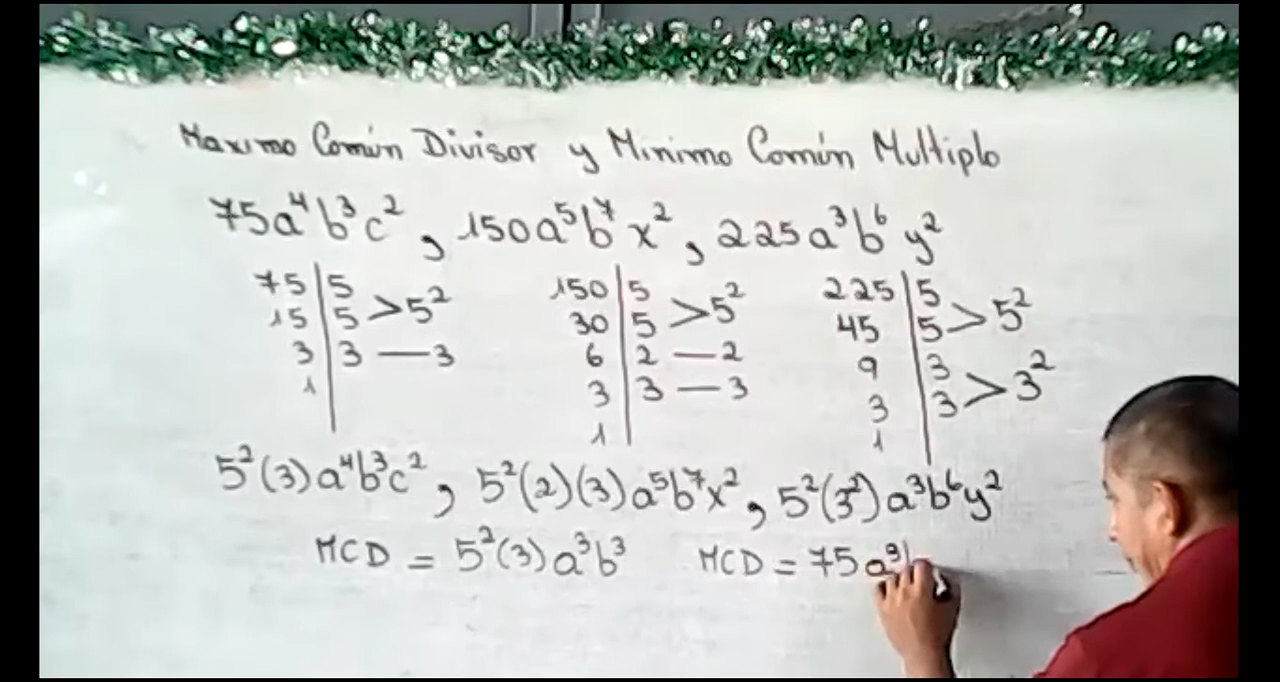 Maximo Común Divisor y Minimo Común Multiplo
75a⁴b³c², 150a⁵b⁷x², 225a³b⁶y²
75 | 5 > 5² 150 | 5 > 5² 225 | 5 > 5²
15 | 5 30 | 5 45 | 5
3 | 3 — 3 6 | 2 — 2 9 | 3 > 3²
1 3 | 3 — 3 3 | 3
1 1
5²(3)a⁴b³c², 5²(2)(3)a⁵b⁷x², 5²(3²)a³b⁶y²
MCD = 5²(3)a³b³ MCD = 75a³b